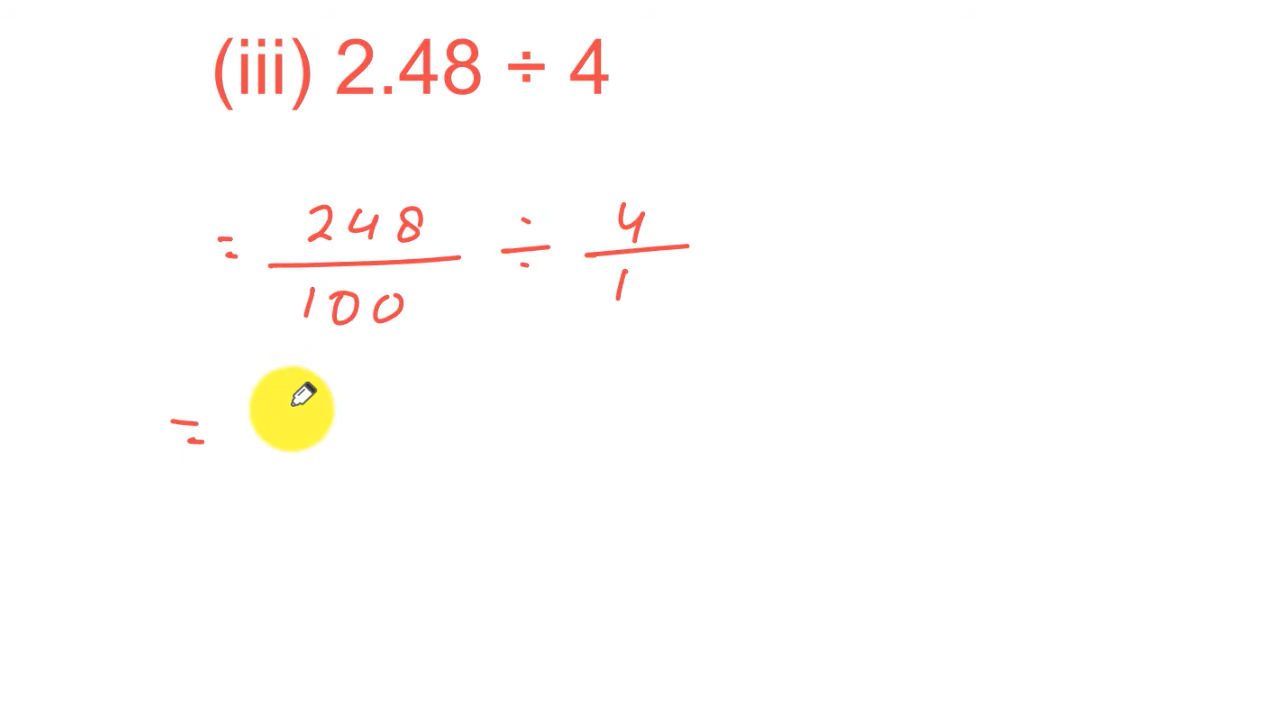 (iii) 2.48 ÷ 4
= 248/100 ÷ 4/1
=